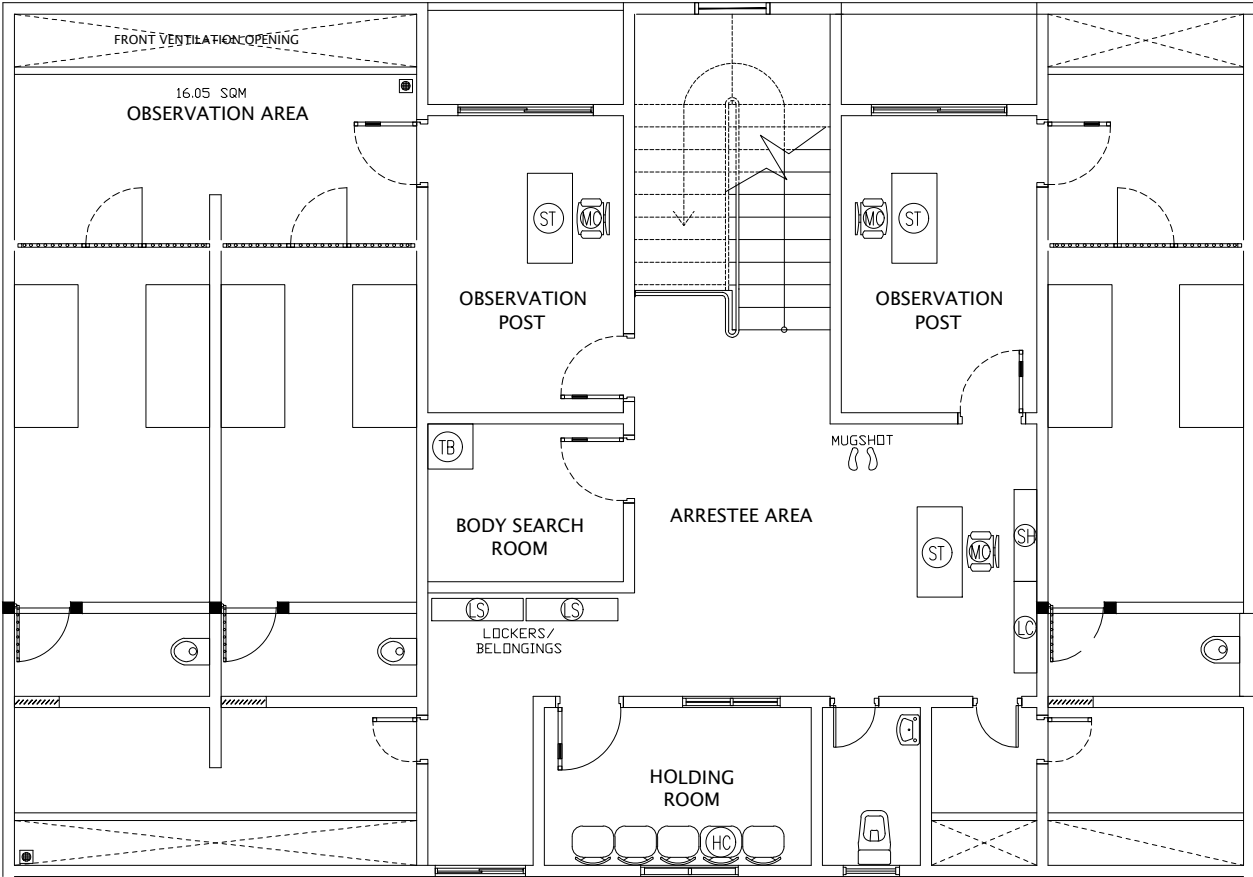 FRONT VENTILATION OPENING
16.05 SQM
OBSERVATION AREA
ST
MC
MC
ST
OBSERVATION
POST
OBSERVATION
POST
TB
MUGSHOT
BODY SEARCH
ROOM
ARRESTEE AREA
ST
MC
SH
LS
LS
LC
LOCKERS/
BELONGINGS
HOLDING
ROOM
HC